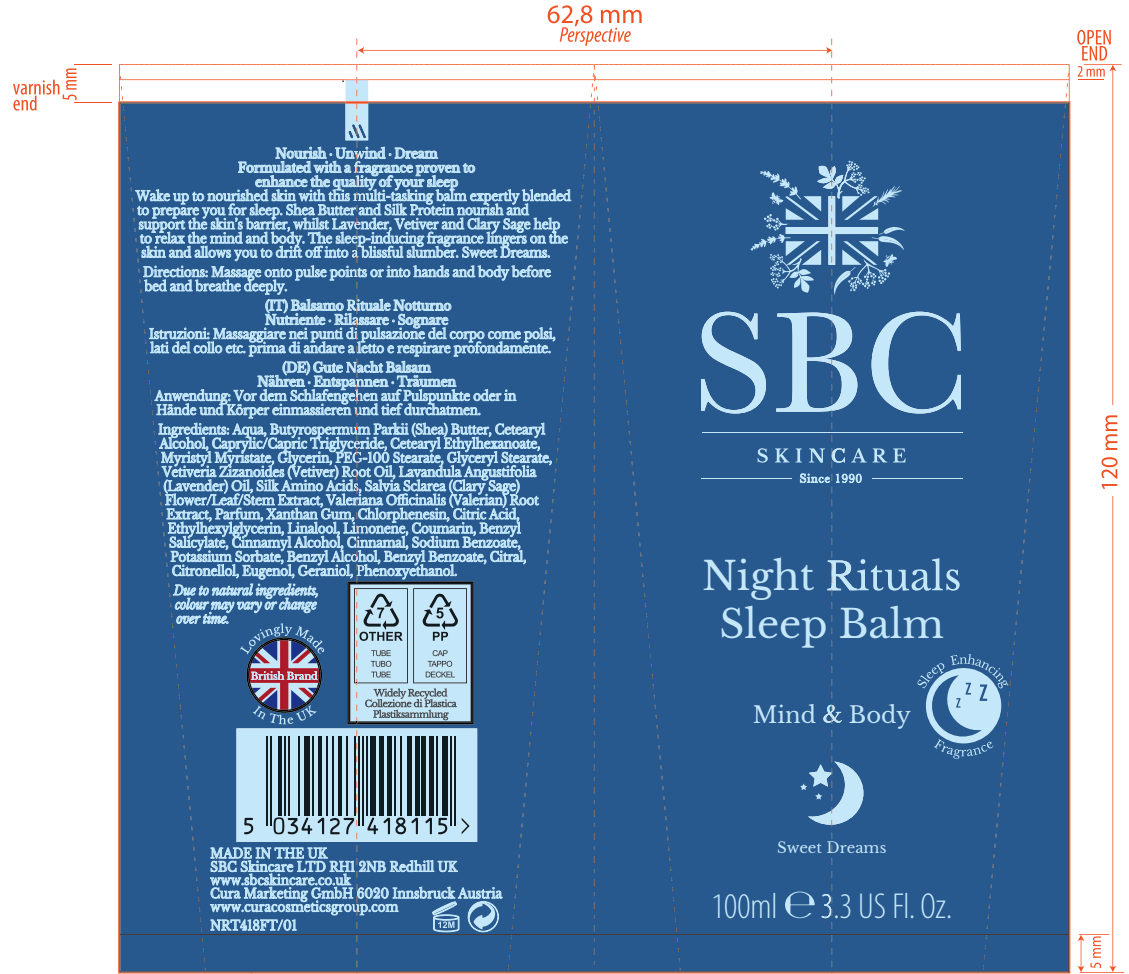 62,8 mm
Perspective
OPEN
END
2 mm
varnish
end
5 mm
Nourish · Unwind · Dream
Formulated with a fragrance proven to
enhance the quality of your sleep
Wake up to nourished skin with this multi-tasking balm expertly blended
to prepare you for sleep. Shea Butter and Silk Protein nourish and
support the skin's barrier, whilst Lavender, Vetiver and Clary Sage help
to relax the mind and body. The sleep-inducing fragrance lingers on the
skin and allows you to drift off into a blissful slumber. Sweet Dreams.
Directions: Massage onto pulse points or into hands and body before
bed and breathe deeply.
(IT) Balsamo Rituale Notturno
Nutriente · Rilassare · Sognare
Istruzioni: Massaggiare nei punti di pulsazione del corpo come polsi,
lati del collo etc. prima di andare a letto e respirare profondamente.
(DE) Gute Nacht Balsam
Nähren · Entspannen · Träumen
Anwendung: Vor dem Schlafengehen auf Pulspunkte oder in
Hände und Körper einmassieren und tief durchatmen.
Ingredients: Aqua, Butyrospermum Parkii (Shea) Butter, Cetearyl
Alcohol, Caprylic/Capric Triglyceride, Cetearyl Ethylhexanoate,
Myristyl Myristate, Glycerin, PEG-100 Stearate, Glyceryl Stearate,
Vetiveria Zizanoides (Vetiver) Root Oil, Lavandula Angustifolia
(Lavender) Oil, Silk Amino Acids, Salvia Sclarea (Clary Sage)
Flower/Leaf/Stem Extract, Valeriana Officinalis (Valerian) Root
Extract, Parfum, Xanthan Gum, Chlorphenesin, Citric Acid,
Ethylhexylglycerin, Linalool, Limonene, Coumarin, Benzyl
Salicylate, Cinnamyl Alcohol, Cinnamal, Sodium Benzoate,
Potassium Sorbate, Benzyl Alcohol, Benzyl Benzoate, Citral,
Citronellol, Eugenol, Geraniol, Phenoxyethanol.
Due to natural ingredients,
colour may vary or change
over time.
Lovingly Made
British Brand
In The UK
7
OTHER
TUBE
TUBO
TUBE
5
PP
CAP
TAPPO
DECKEL
Widely Recycled
Collezione di Plastica
Plastiksammlung
5 034127 418115 >
MADE IN THE UK
SBC Skincare LTD RH1 2NB Redhill UK
www.sbcskincare.co.uk
Cura Marketing GmbH 6020 Innsbruck Austria
www.curacosmeticsgroup.com
NRT418FT/01
12M
SBC
SKINCARE
Since 1990
Night Rituals
Sleep Balm
Mind & Body
Sleep Enhancing
z z Z
Fragrance
Sweet Dreams
100ml ℮ 3.3 US Fl. Oz.
120 mm
5 mm